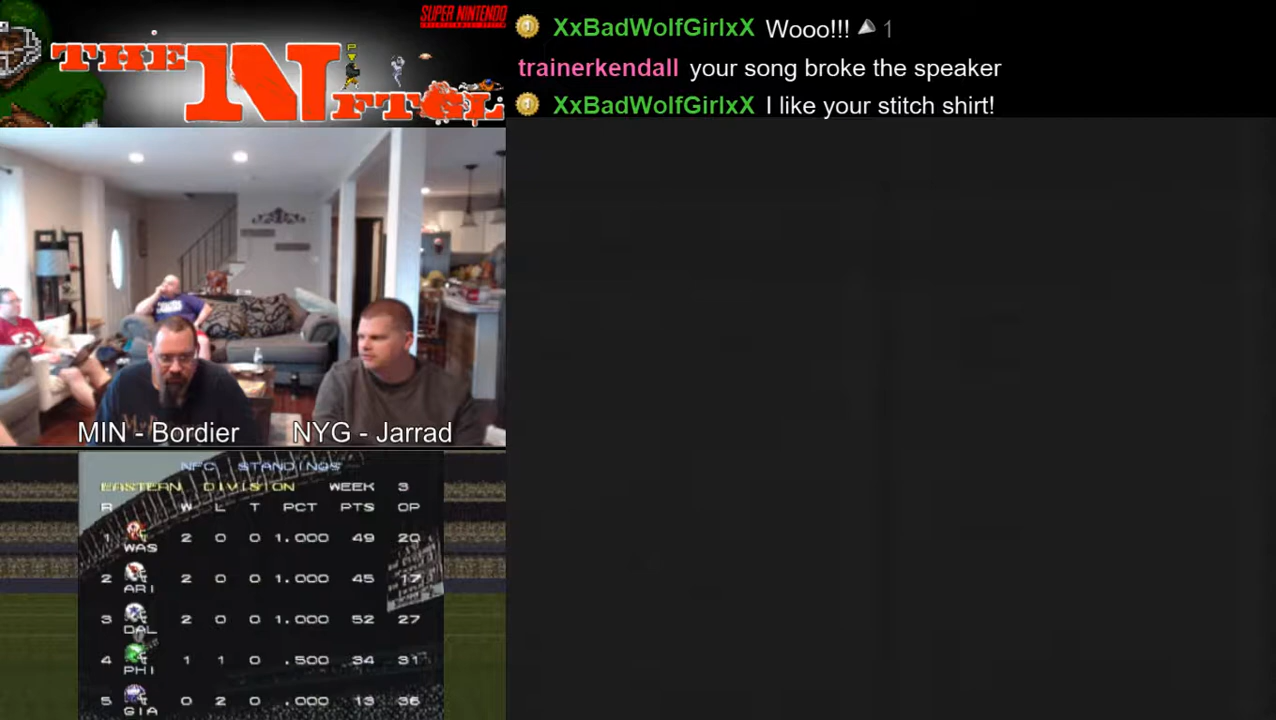 SUPER NINTENDO
ENTERTAINMENT SYSTEM
THE NFTGL
XxBadWolfGirlxX Wooo!!! 1
trainerkendall your song broke the speaker
XxBadWolfGirlxX I like your stitch shirt!
MIN - Bordier NYG - Jarrad
NFC STANDINGS
EASTERN DIVISION WEEK 3
R W L T PCT PTS OP
1 WAS 2 0 0 1.000 49 20
2 ARI 2 0 0 1.000 45 17
3 DAL 2 0 0 1.000 52 27
4 PHI 1 1 0 .500 34 31
5 GIA 0 2 0 .000 13 36